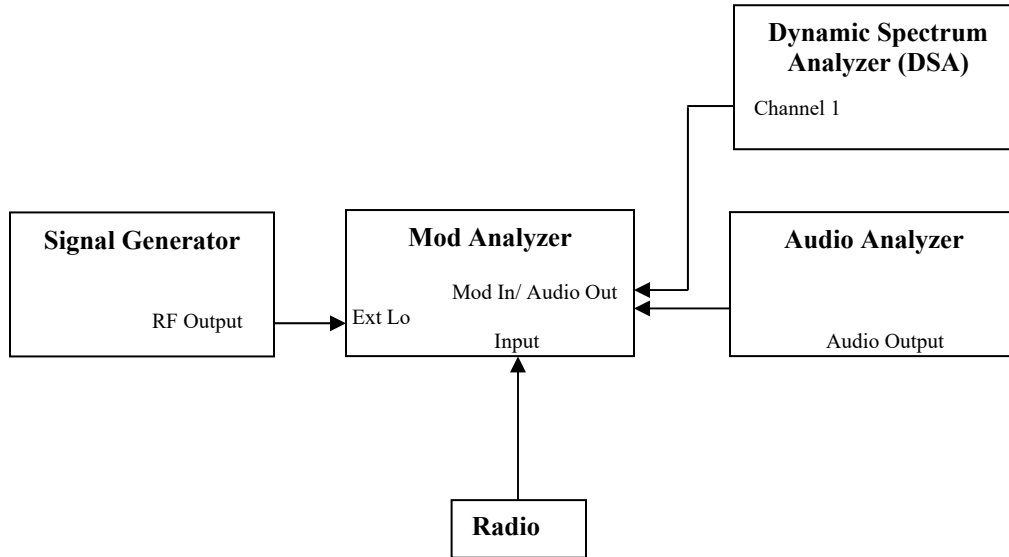 Dynamic Spectrum
Analyzer (DSA)
Channel 1
Signal Generator
RF Output
Mod Analyzer
Mod In/ Audio Out
Ext Lo
Input
Audio Analyzer
Audio Output
Radio